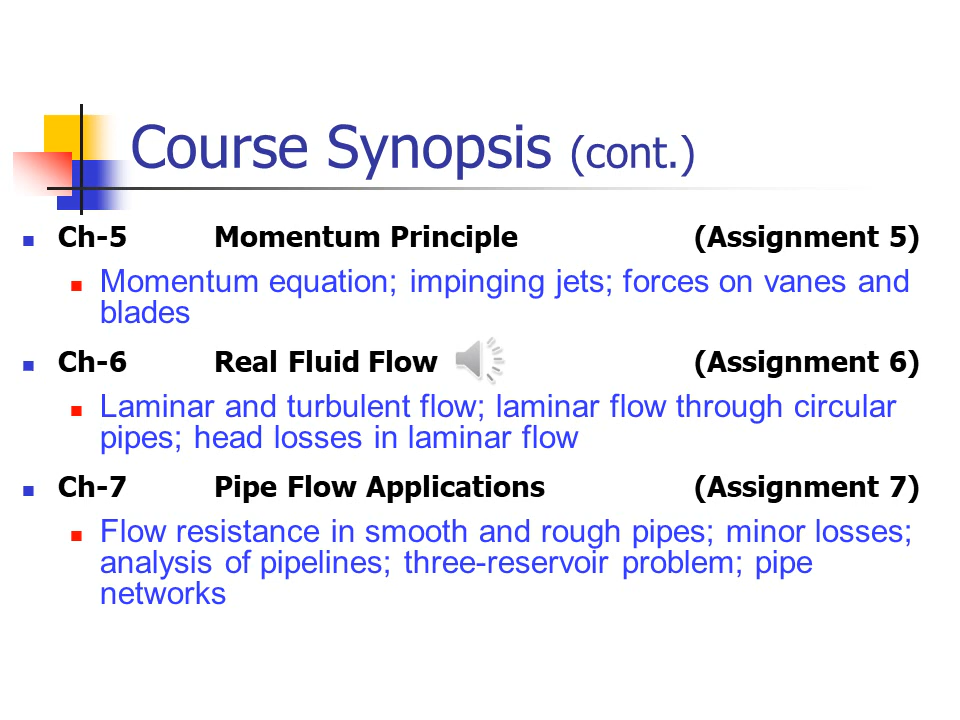 Course Synopsis (cont.)
Ch-5 Momentum Principle (Assignment 5)
Momentum equation; impinging jets; forces on vanes and
blades
Ch-6 Real Fluid Flow (Assignment 6)
Laminar and turbulent flow; laminar flow through circular
pipes; head losses in laminar flow
Ch-7 Pipe Flow Applications (Assignment 7)
Flow resistance in smooth and rough pipes; minor losses;
analysis of pipelines; three-reservoir problem; pipe
networks